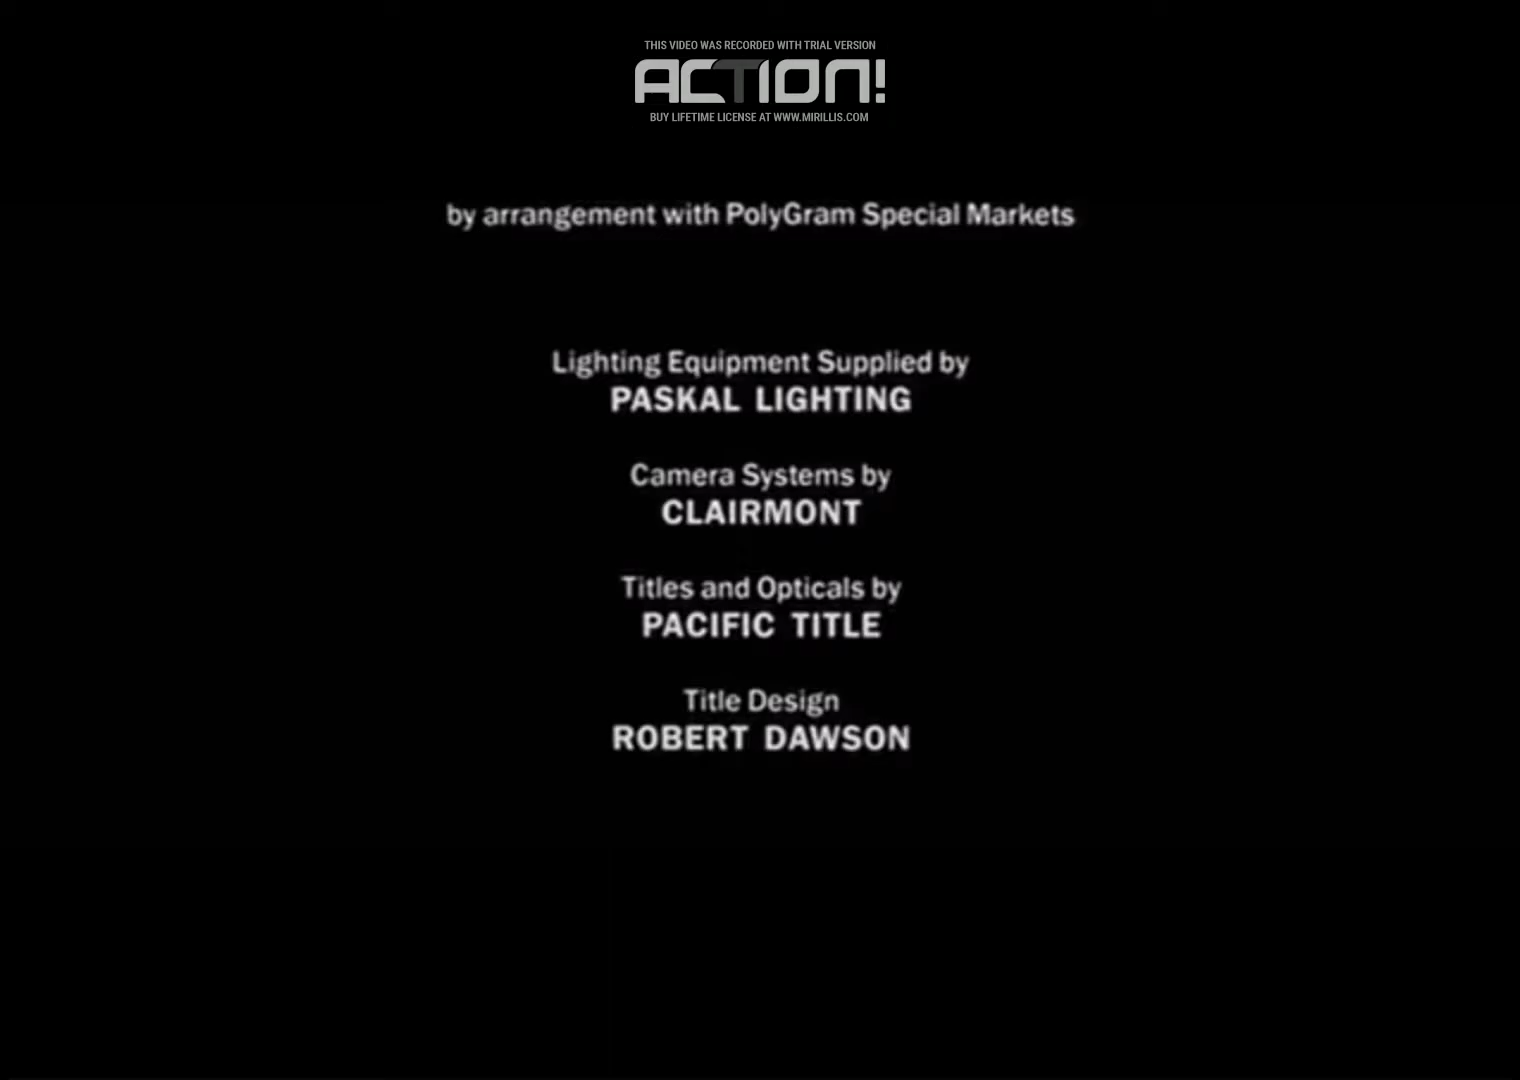 THIS VIDEO WAS RECORDED WITH TRIAL VERSION
ACTION!
BUY LIFETIME LICENSE AT WWW.MIRILLIS.COM
by arrangement with PolyGram Special Markets
Lighting Equipment Supplied by
PASKAL LIGHTING
Camera Systems by
CLAIRMONT
Titles and Opticals by
PACIFIC TITLE
Title Design
ROBERT DAWSON